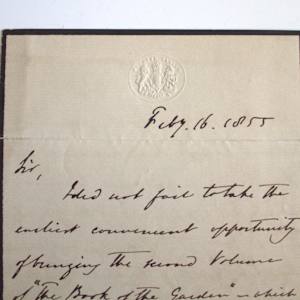 Feby. 16. 1855
Sir,
I did not fail to take the
earliest convenient opportunity
of bringing the second Volume
of "The Book of the Garden" - which